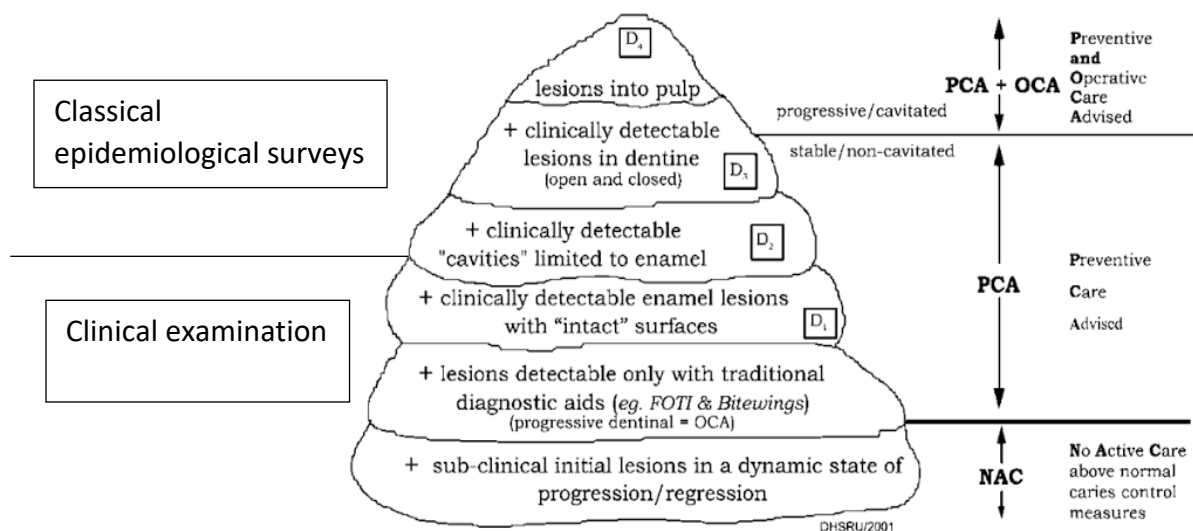 Classical
epidemiological surveys
Clinical examination
D4
lesions into pulp
+ clinically detectable
lesions in dentine
(open and closed)
D3
+ clinically detectable
"cavities" limited to enamel
D2
+ clinically detectable enamel lesions
with “intact” surfaces
D1
+ lesions detectable only with traditional
diagnostic aids (eg. FOTI & Bitewings)
(progressive dentinal = OCA)
+ sub-clinical initial lesions in a dynamic state of
progression/regression
DHSRU/2001
progressive/cavitated
stable/non-cavitated
PCA + OCA
Preventive
and
Operative
Care
Advised
PCA
Preventive
Care
Advised
NAC
No Active Care
above normal
caries control
measures